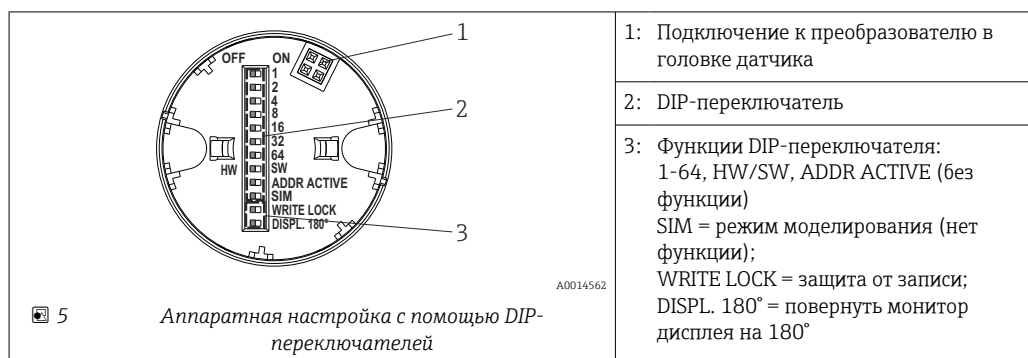 1
OFF ON
1
2
4
8
16
2
32
64
HW SW
ADDR ACTIVE
SIM
WRITE LOCK
DISPL. 180°
3
A0014562
5 Аппаратная настройка с помощью DIP-
переключателей
1: Подключение к преобразователю в
головке датчика
2: DIP-переключатель
3: Функции DIP-переключателя:
1-64, HW/SW, ADDR ACTIVE (без
функции)
SIM = режим моделирования (нет
функции);
WRITE LOCK = защита от записи;
DISPL. 180° = повернуть монитор
дисплея на 180°